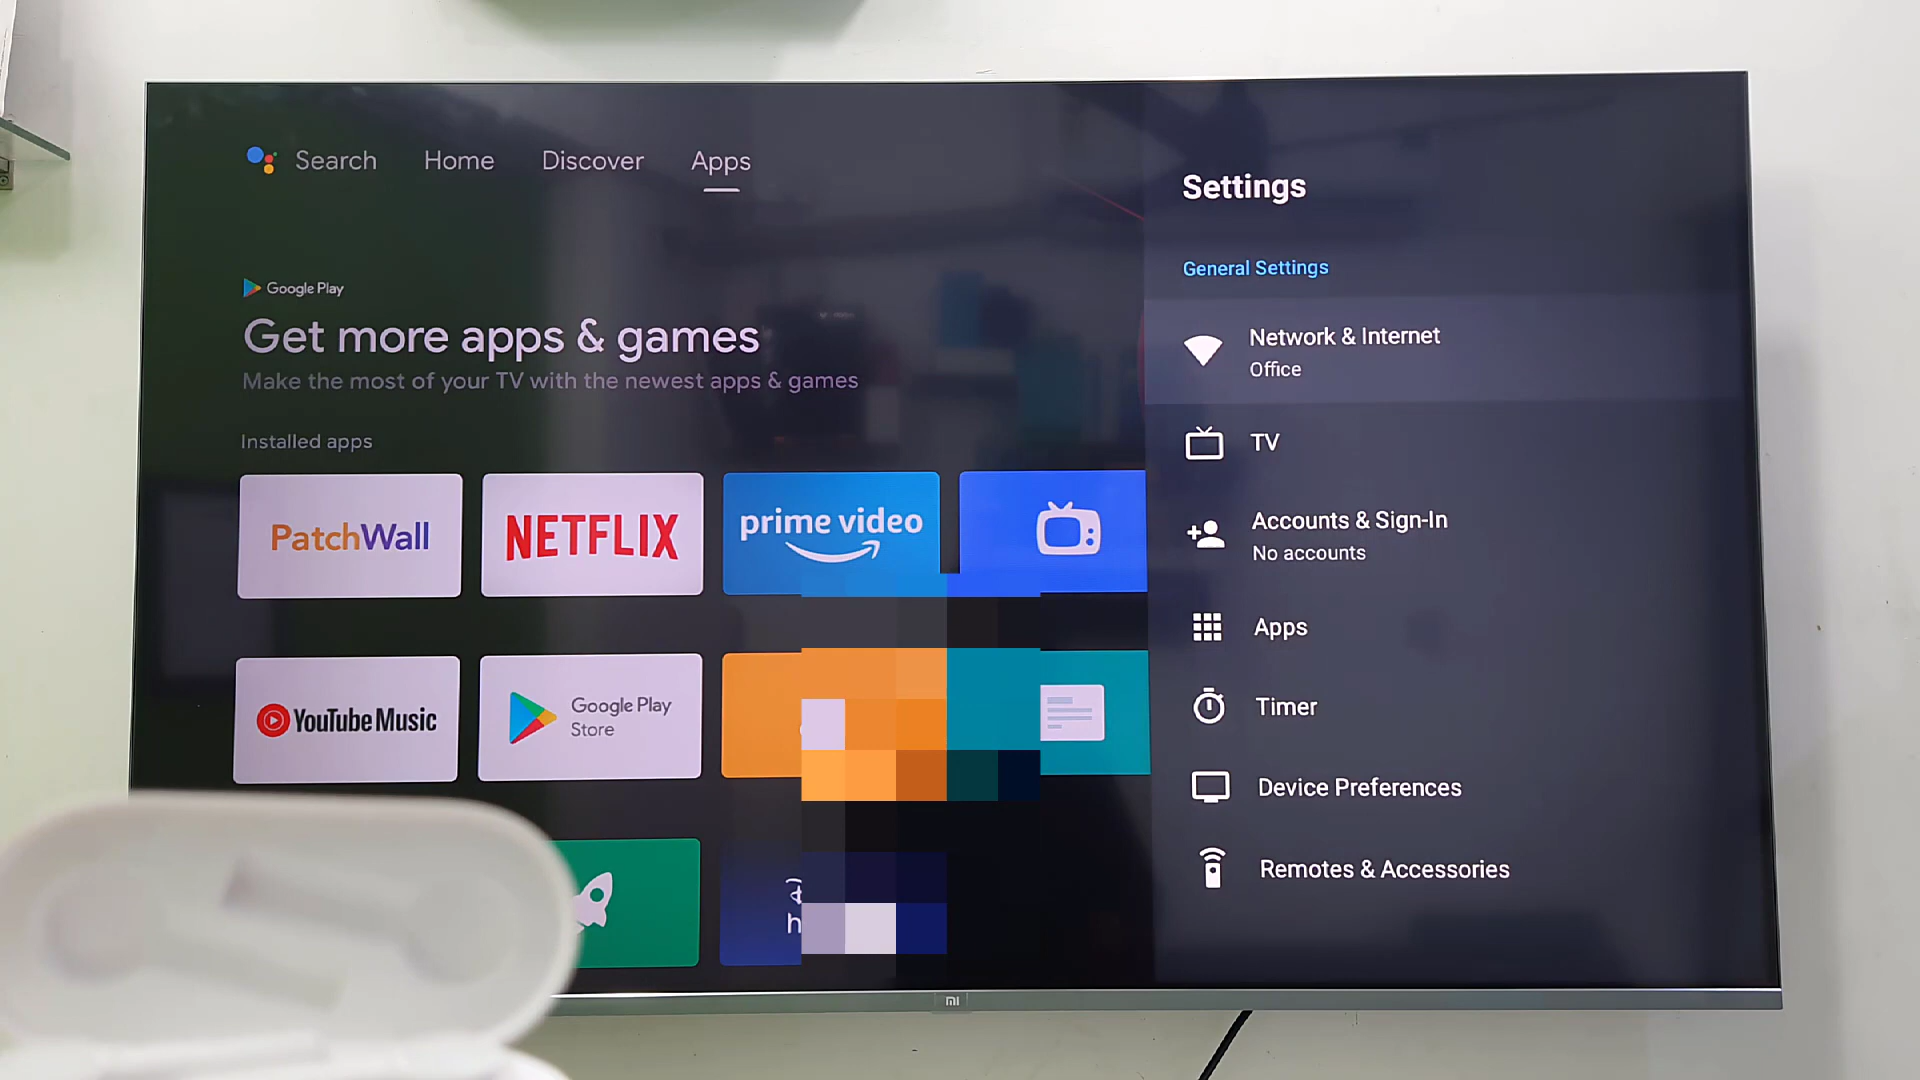 Search Home Discover Apps
Google Play
Get more apps & games
Make the most of your TV with the newest apps & games
Installed apps
PatchWall
NETFLIX
prime video
YouTube Music
Google Play
Store
Settings
General Settings
Network & Internet
Office
TV
Accounts & Sign-In
No accounts
Apps
Timer
Device Preferences
Remotes & Accessories
mi